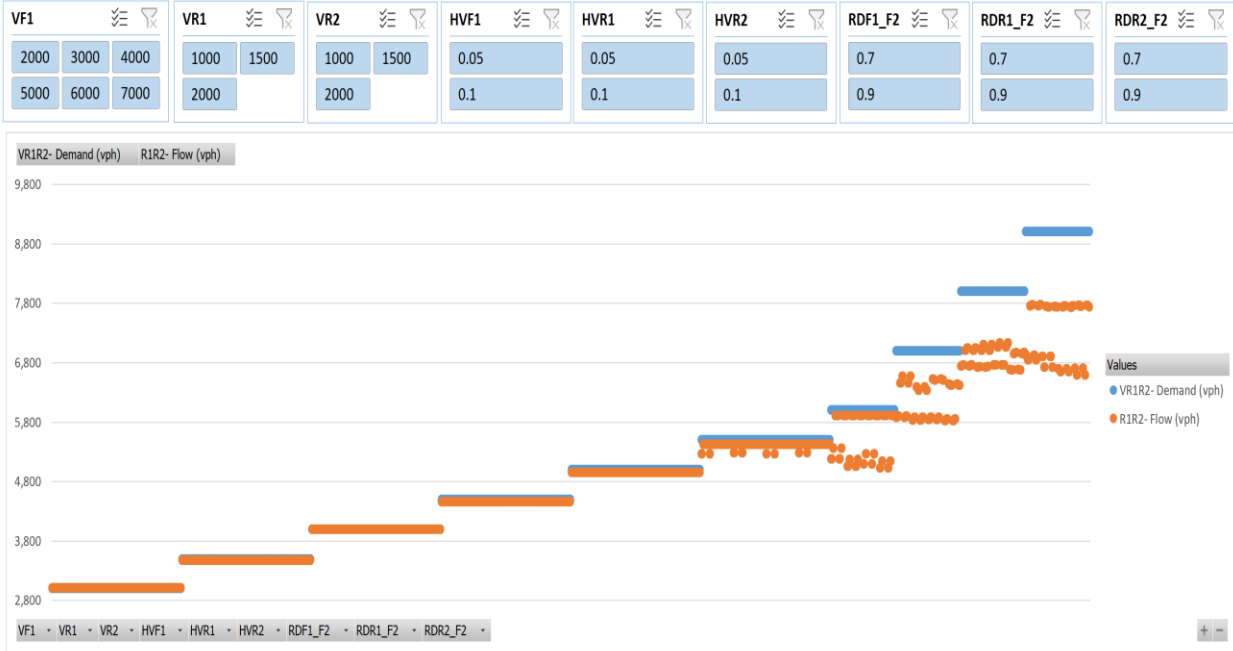 VF1 VR1 VR2 HVF1 HVR1 HVR2 RDF1_F2 RDR1_F2 RDR2_F2
2000 3000 4000 1000 1500 1000 1500 0.05 0.05 0.05 0.7 0.7 0.7
5000 6000 7000 2000 2000 0.1 0.1 0.1 0.9 0.9 0.9
VR1R2- Demand (vph) R1R2- Flow (vph)
9,800
8,800
7,800
6,800
Values
VR1R2- Demand (vph)
R1R2- Flow (vph)
5,800
4,800
3,800
2,800
VF1 VR1 VR2 HVF1 HVR1 HVR2 RDF1_F2 RDR1_F2 RDR2_F2
+ -